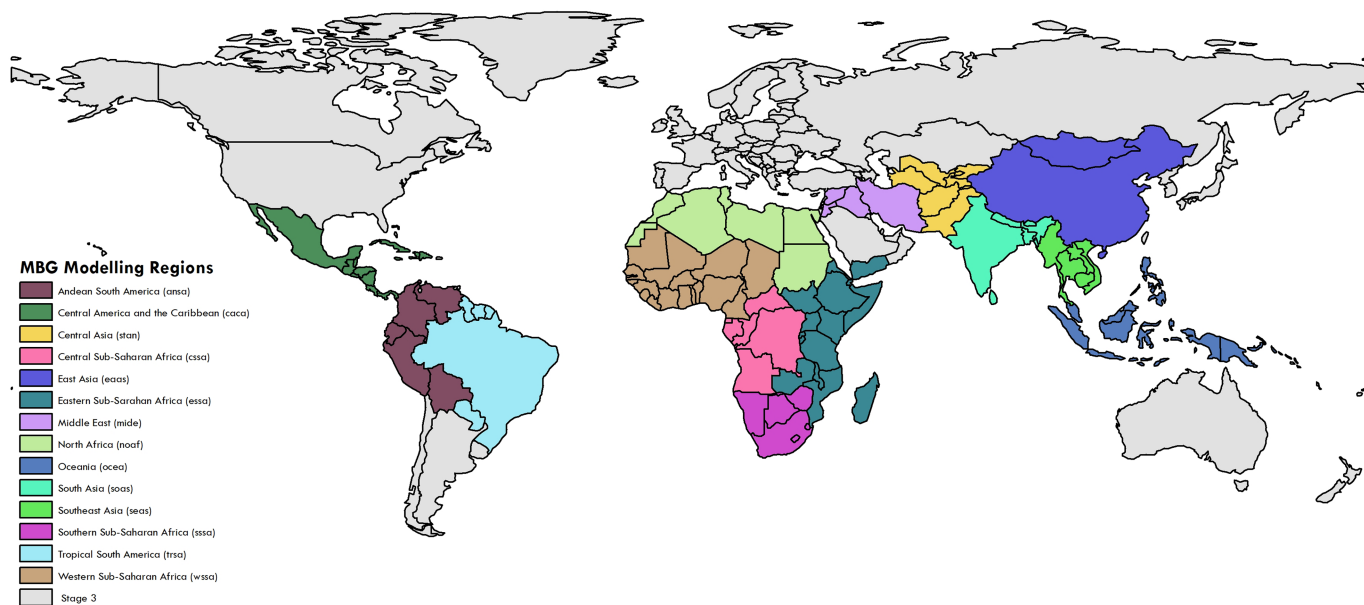 MBG Modelling Regions
Andean South America (ansa)
Central America and the Caribbean (caca)
Central Asia (stan)
Central Sub-Saharan Africa (cssa)
East Asia (eaas)
Eastern Sub-Sarahan Africa (essa)
Middle East (mide)
North Africa (noaf)
Oceania (ocea)
South Asia (soas)
Southeast Asia (seas)
Southern Sub-Saharan Africa (sssa)
Tropical South America (trsa)
Western Sub-Saharan Africa (wssa)
Stage 3